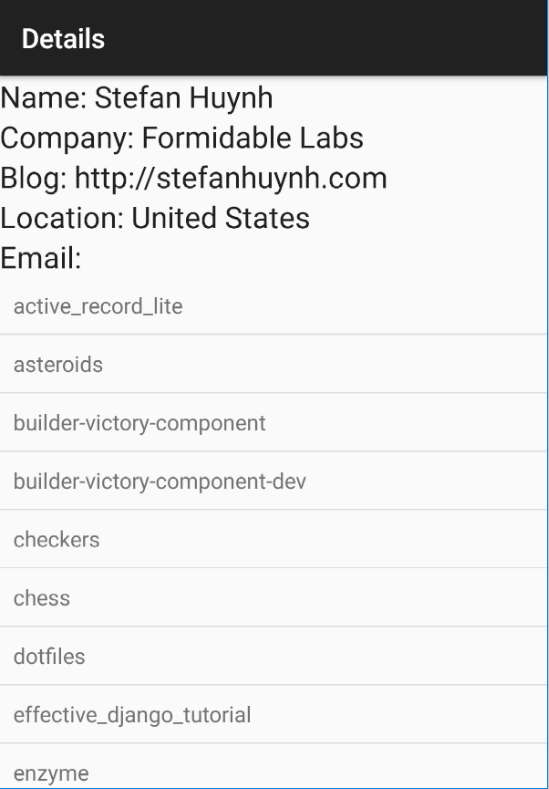 Details
Name: Stefan Huynh
Company: Formidable Labs
Blog: http://stefanhuynh.com
Location: United States
Email:
active_record_lite
asteroids
builder-victory-component
builder-victory-component-dev
checkers
chess
dotfiles
effective_django_tutorial
enzyme